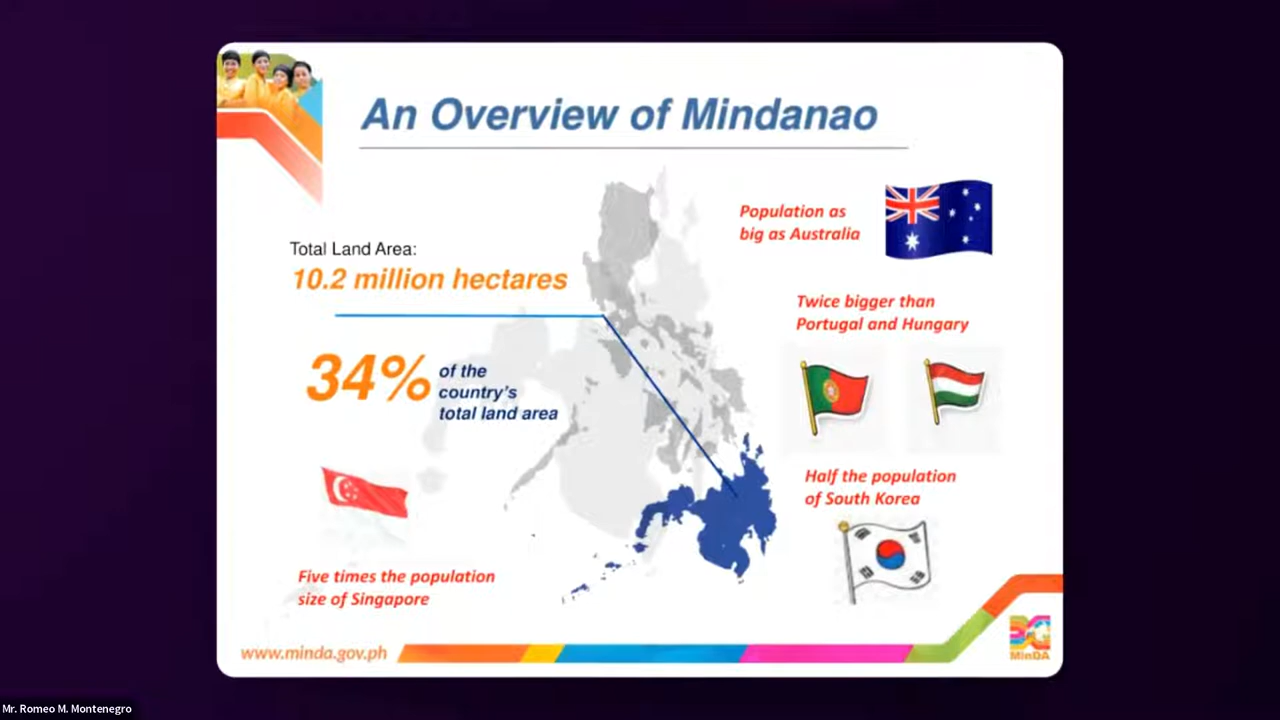 An Overview of Mindanao
Total Land Area:
10.2 million hectares
34%
of the
country's
total land area
Population as
big as Australia
Twice bigger than
Portugal and Hungary
Half the population
of South Korea
Five times the population
size of Singapore
www.minda.gov.ph
MinDA
Mr. Romeo M. Montenegro